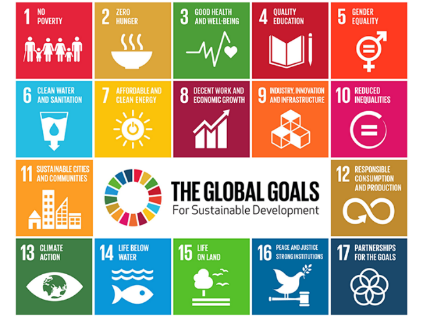 1 NO
POVERTY
2 ZERO
HUNGER
3 GOOD HEALTH
AND WELL-BEING
4 QUALITY
EDUCATION
5 GENDER
EQUALITY
6 CLEAN WATER
AND SANITATION
7 AFFORDABLE AND
CLEAN ENERGY
8 DECENT WORK AND
ECONOMIC GROWTH
9 INDUSTRY, INNOVATION
AND INFRASTRUCTURE
10 REDUCED
INEQUALITIES
11 SUSTAINABLE CITIES
AND COMMUNITIES
THE GLOBAL GOALS
For Sustainable Development
12 RESPONSIBLE
CONSUMPTION
AND PRODUCTION
13 CLIMATE
ACTION
14 LIFE BELOW
WATER
15 LIFE
ON LAND
16 PEACE AND JUSTICE
STRONG INSTITUTIONS
17 PARTNERSHIPS
FOR THE GOALS